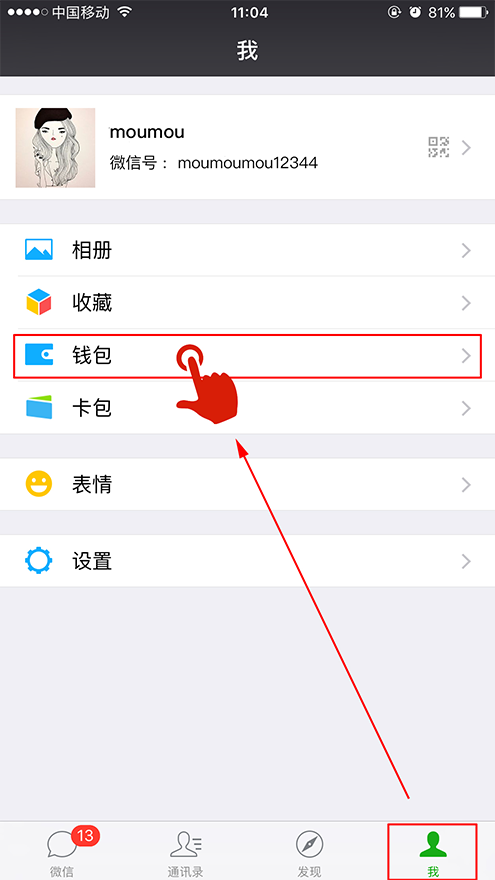 中国移动 11:04 81%
我
moumou
微信号： moumoumou12344
相册
收藏
钱包
卡包
表情
设置
13
微信 通讯录 发现 我